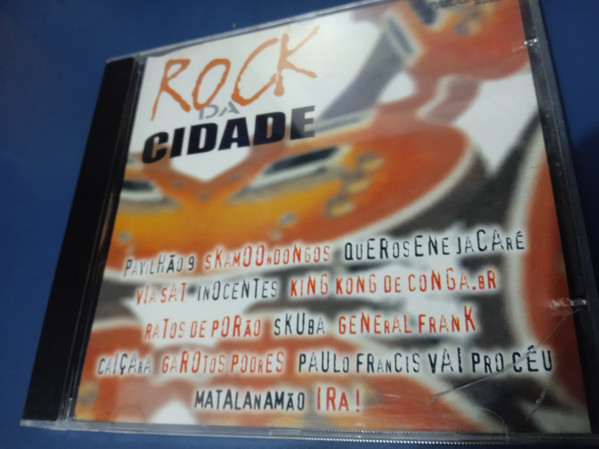 ROCK
DA
CIDADE
PAVILHÃO 9 SKAMOONDONGOS QUEROSENE JACARÉ
VIA SAT INOCENTES KING KONG DE CONGA.BR
RATOS DE PORÃO SKUBA GENERAL FRANK
CAIÇARA GAROTOS PODRES PAULO FRANCIS VAI PRO CÉU
MATALANAMÃO IRA!